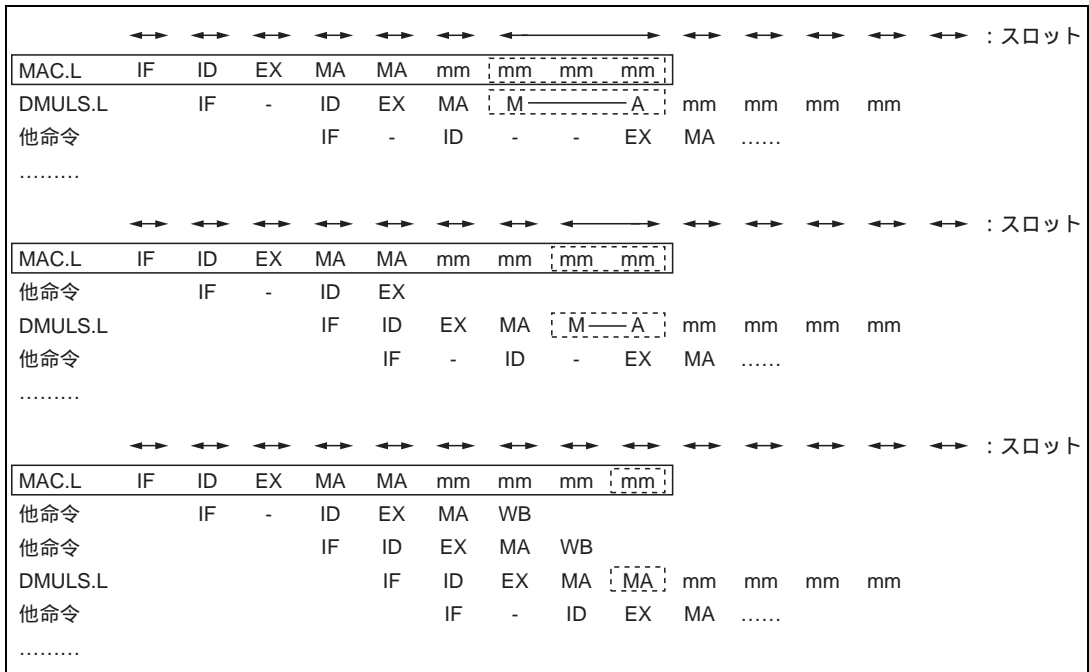 ：スロット
MAC.L IF ID EX MA MA mm mm mm mm
DMULS.L IF - ID EX MA M A mm mm mm mm
他命令 IF - ID - - EX MA ……
………
：スロット
MAC.L IF ID EX MA MA mm mm mm mm
他命令 IF - ID EX
DMULS.L IF ID EX MA M A mm mm mm mm
他命令 IF - ID - EX MA ……
………
：スロット
MAC.L IF ID EX MA MA mm mm mm mm
他命令 IF - ID EX MA WB
他命令 IF ID EX MA WB
DMULS.L IF ID EX MA MA mm mm mm mm
他命令 IF - ID EX MA ……
………